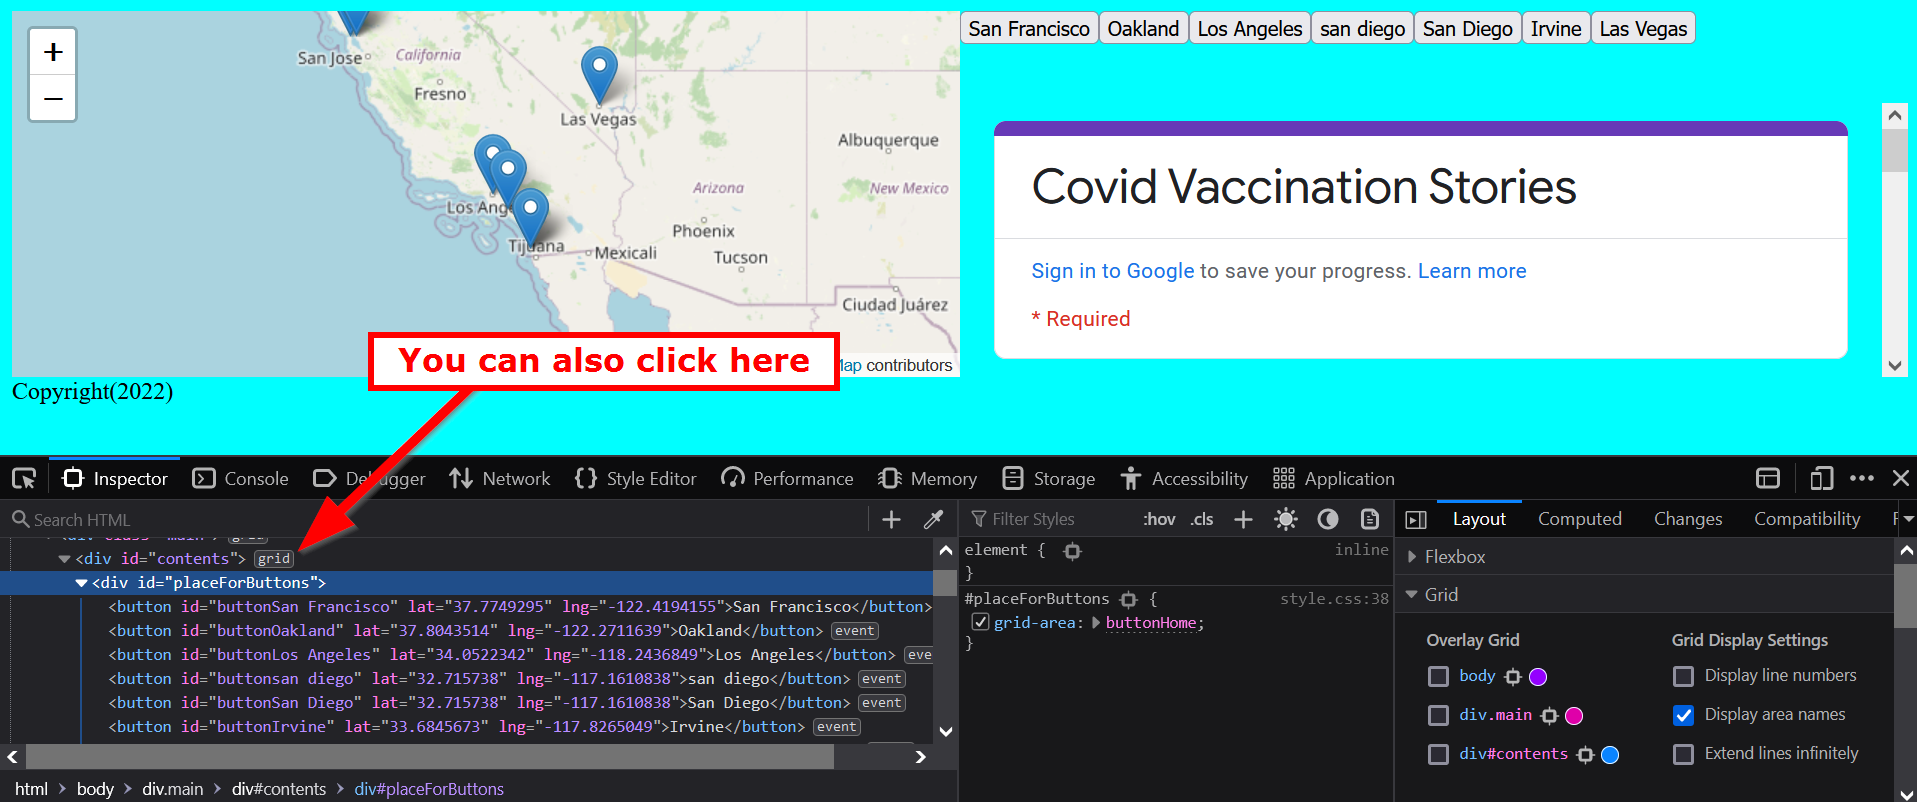 San Francisco Oakland Los Angeles san diego San Diego Irvine Las Vegas
+
−
San Jose
California
Fresno
Las Vegas
Albuquerque
Arizona
New Mexico
Los Ang
Phoenix
Tijuana
Mexicali
Tucson
Ciudad Juárez
Map contributors
Copyright(2022)
Covid Vaccination Stories
Sign in to Google to save your progress. Learn more
* Required
You can also click here
Inspector Console Debugger Network Style Editor Performance Memory Storage Accessibility Application
Search HTML
<div id="contents"> grid
<div id="placeForButtons">
<button id="buttonSan Francisco" lat="37.7749295" lng="-122.4194155">San Francisco</button>
<button id="buttonOakland" lat="37.8043514" lng="-122.2711639">Oakland</button> event
<button id="buttonLos Angeles" lat="34.0522342" lng="-118.2436849">Los Angeles</button> eve
<button id="buttonsan diego" lat="32.715738" lng="-117.1610838">san diego</button> event
<button id="buttonSan Diego" lat="32.715738" lng="-117.1610838">San Diego</button> event
<button id="buttonIrvine" lat="33.6845673" lng="-117.8265049">Irvine</button> event
html > body > div.main > div#contents > div#placeForButtons
Filter Styles :hov .cls +
element { inline
}
#placeForButtons { style.css:38
grid-area: buttonHome;
}
Layout Computed Changes Compatibility
Flexbox
Grid
Overlay Grid
body
div.main
div#contents
Grid Display Settings
Display line numbers
Display area names
Extend lines infinitely